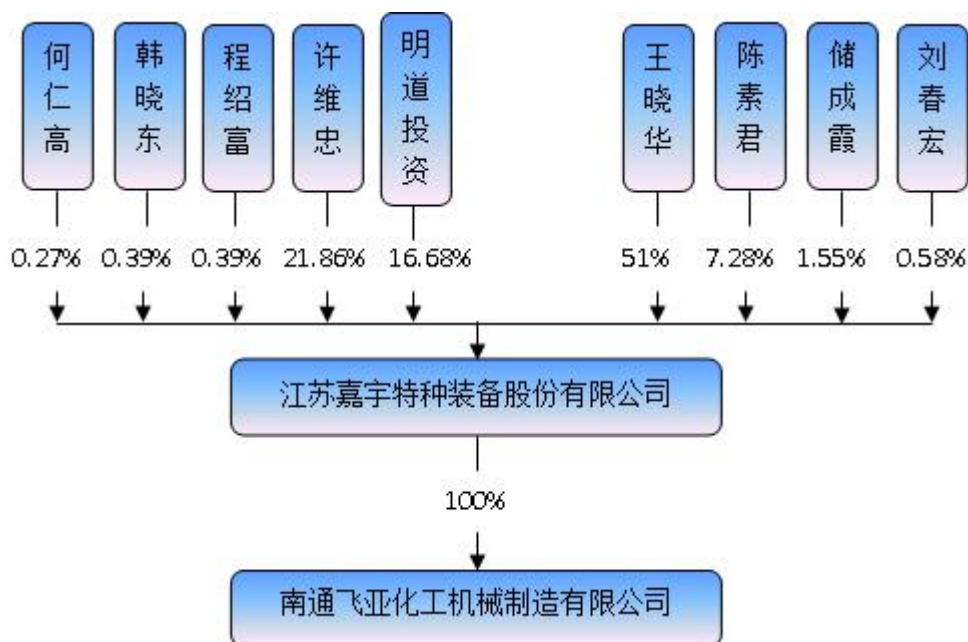 何仁高
韩晓东
程绍富
许维忠
明道投资
王晓华
陈素君
储成霞
刘春宏
0.27%
0.39%
0.39%
21.86%
16.68%
51%
7.28%
1.55%
0.58%
江苏嘉宇特种装备股份有限公司
100%
南通飞亚化工机械制造有限公司